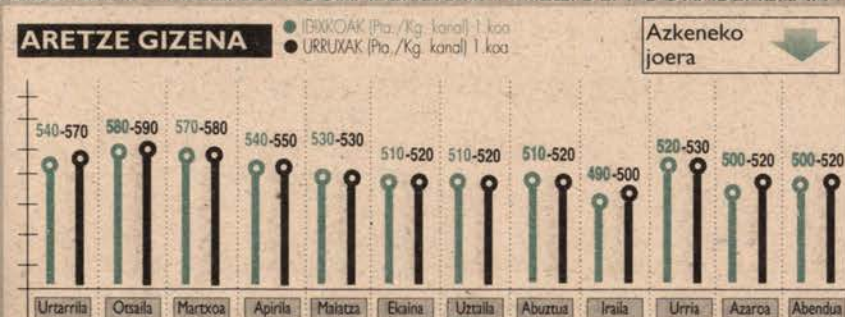 ARETZE GIZENA
IDIXKOAK (Pta./Kg. kanal) 1.koa
URRUXAK (Pta./Kg. kanal) 1.koa
Azkeneko
joera
540-570
580-590
570-580
540-550
530-530
510-520
510-520
510-520
490-500
520-530
500-520
500-520
Urtarrila
Otsaila
Martxoa
Apirila
Maiatza
Ekaina
Uztaila
Abuztua
Iraila
Urria
Azaroa
Abendua